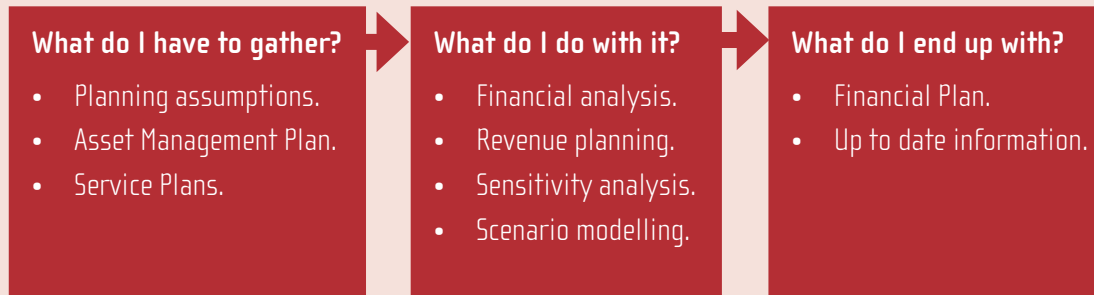 What do I have to gather?
• Planning assumptions.
• Asset Management Plan.
• Service Plans.
What do I do with it?
• Financial analysis.
• Revenue planning.
• Sensitivity analysis.
• Scenario modelling.
What do I end up with?
• Financial Plan.
• Up to date information.